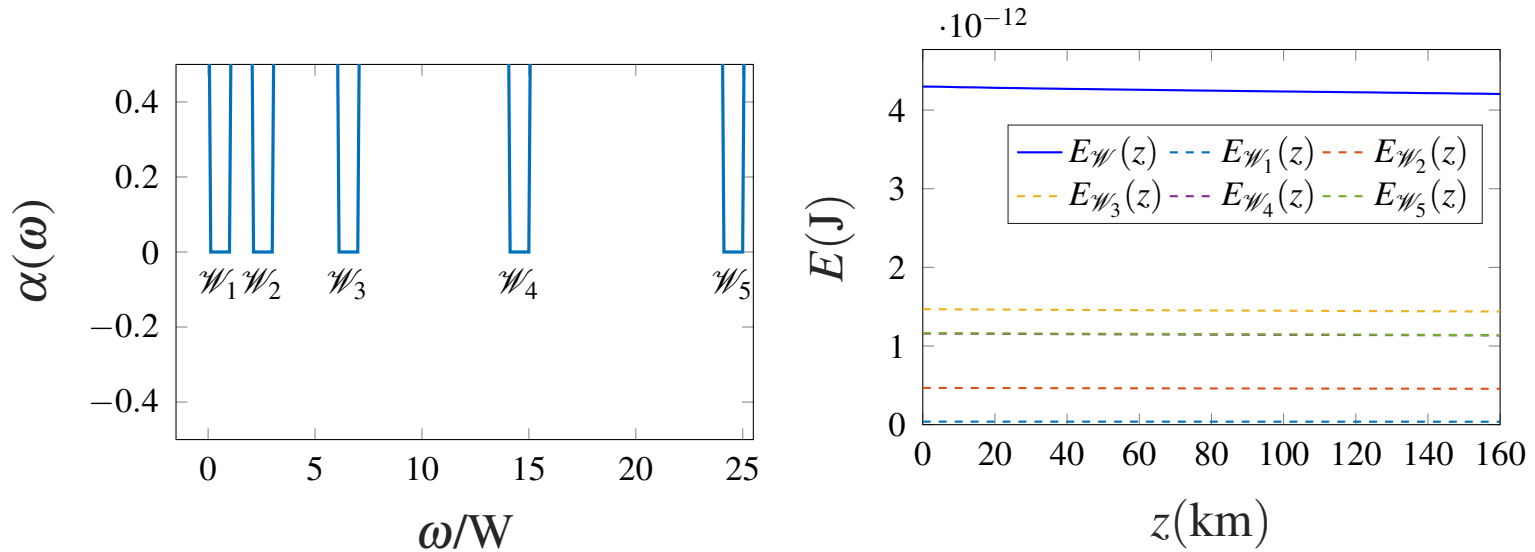 0.4
0.2
0
−0.2
−0.4
α(ω)
𝒲₁ 𝒲₂ 𝒲₃ 𝒲₄ 𝒲₅
0 5 10 15 20 25
ω/W
·10⁻¹²
4
3
2
1
0
E(J)
E𝒲(z) E𝒲₁(z) E𝒲₂(z)
E𝒲₃(z) E𝒲₄(z) E𝒲₅(z)
0 20 40 60 80 100 120 140 160
z(km)